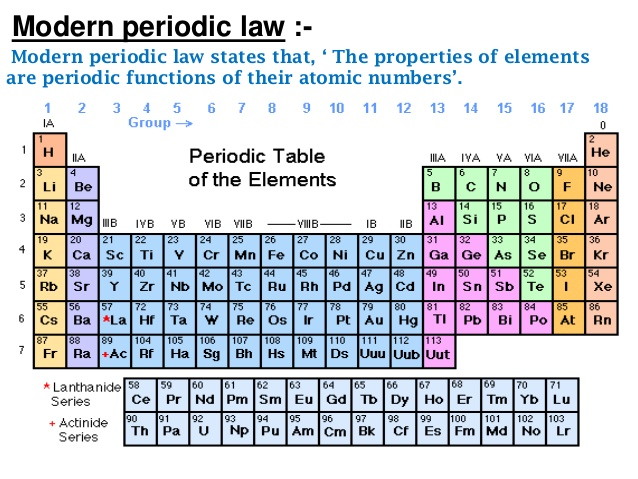 Modern periodic law :-
Modern periodic law states that, ‘ The properties of elements
are periodic functions of their atomic numbers’.
1 2 3 4 5 6 7 8 9 10 11 12 13 14 15 16 17 18
IA Group → 0
Periodic Table
of the Elements
1 1 H IIA IIIA IVA VA VIA VIIA 2 He
2 3 Li 4 Be 5 B 6 C 7 N 8 O 9 F 10 Ne
3 11 Na 12 Mg IIIB IVB VB VIB VIIB VIIIB IB IIB 13 Al 14 Si 15 P 16 S 17 Cl 18 Ar
4 19 K 20 Ca 21 Sc 22 Ti 23 V 24 Cr 25 Mn 26 Fe 27 Co 28 Ni 29 Cu 30 Zn 31 Ga 32 Ge 33 As 34 Se 35 Br 36 Kr
5 37 Rb 38 Sr 39 Y 40 Zr 41 Nb 42 Mo 43 Tc 44 Ru 45 Rh 46 Pd 47 Ag 48 Cd 49 In 50 Sn 51 Sb 52 Te 53 I 54 Xe
6 55 Cs 56 Ba 57 *La 72 Hf 73 Ta 74 W 75 Re 76 Os 77 Ir 78 Pt 79 Au 80 Hg 81 Tl 82 Pb 83 Bi 84 Po 85 At 86 Rn
7 87 Fr 88 Ra 89 +Ac 104 Rf 105 Ha 106 Sg 107 Bh 108 Hs 109 Mt 110 Ds 111 Uuu 112 Uub 113 Uut
* Lanthanide
Series
58 Ce 59 Pr 60 Nd 61 Pm 62 Sm 63 Eu 64 Gd 65 Tb 66 Dy 67 Ho 68 Er 69 Tm 70 Yb 71 Lu
+ Actinide
Series
90 Th 91 Pa 92 U 93 Np 94 Pu 95 Am 96 Cm 97 Bk 98 Cf 99 Es 100 Fm 101 Md 102 No 103 Lr